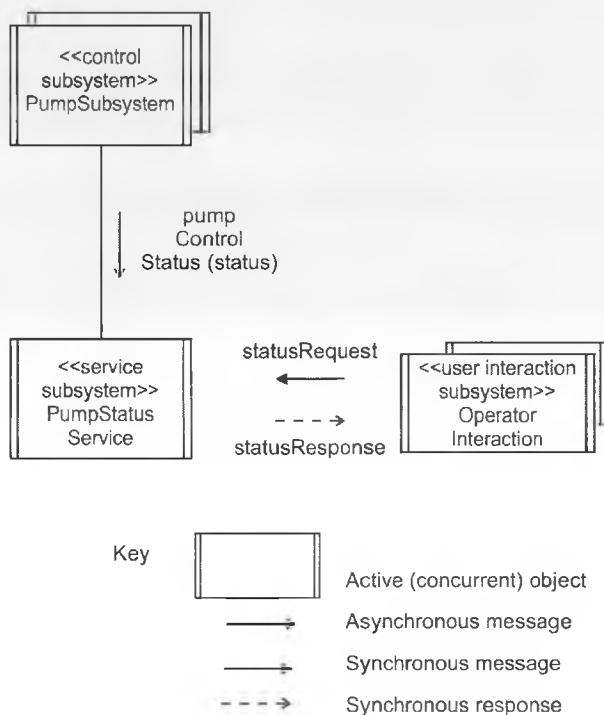 <<control
subsystem>>
PumpSubsystem
pump
Control
Status (status)
<<service
subsystem>>
PumpStatus
Service
statusRequest
statusResponse
<<user interaction
subsystem>>
Operator
Interaction
Key
Active (concurrent) object
Asynchronous message
Synchronous message
Synchronous response